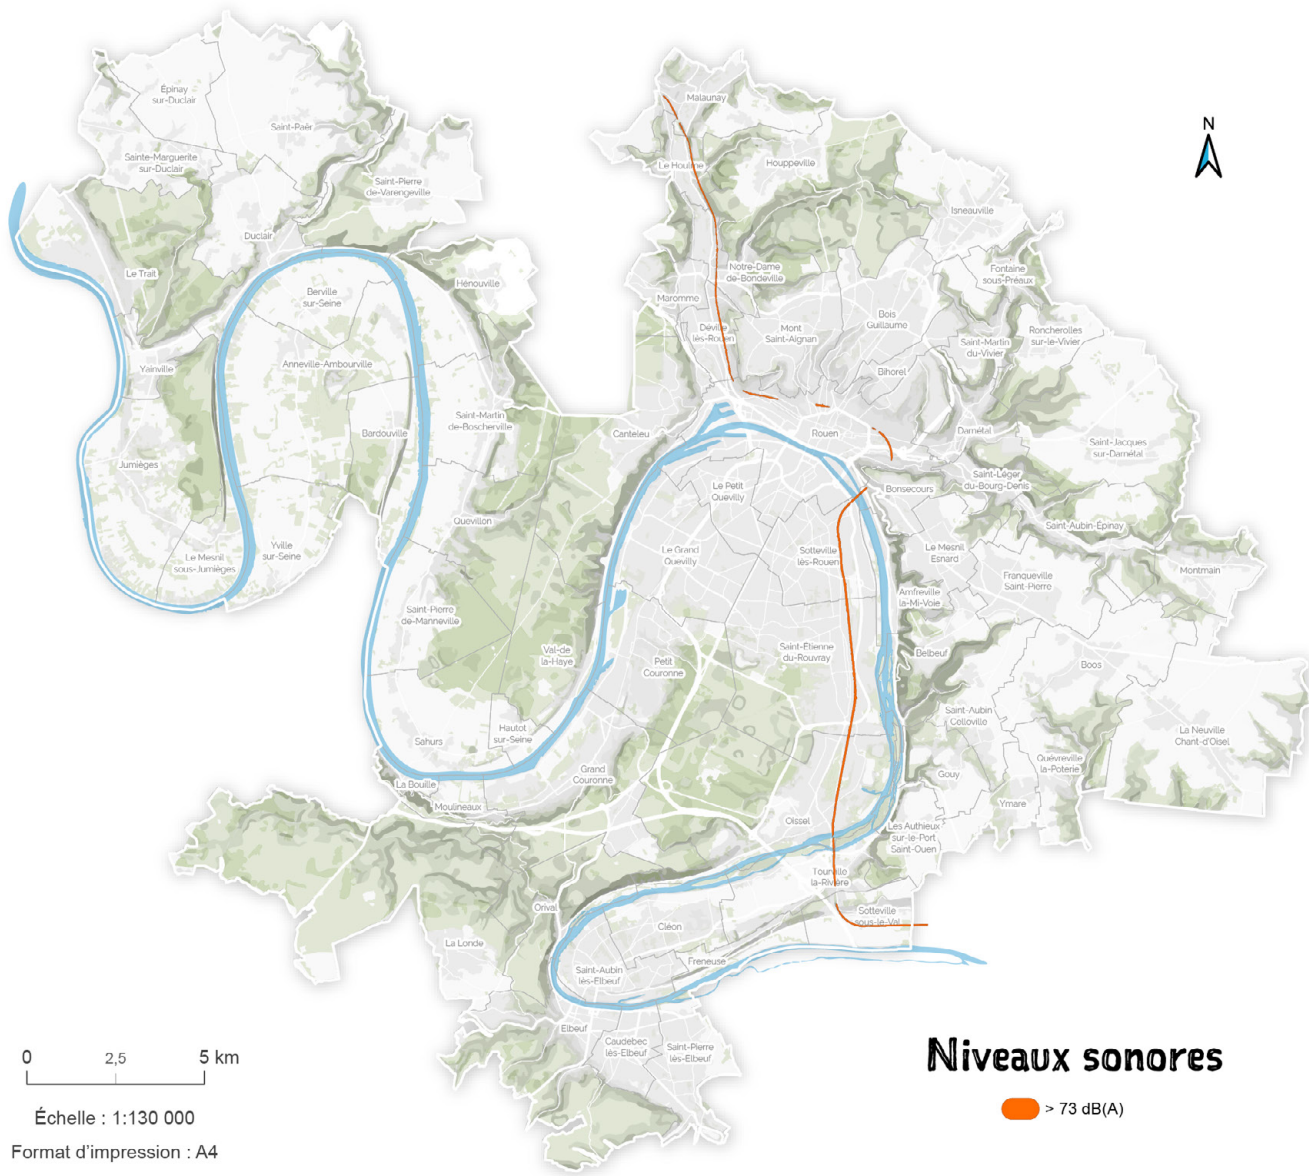 Malaunay
Épinay
sur-Duclair
N
Saint-Paër
Sainte-Marguerite
sur-Duclair
Le Houlme
Houppeville
Saint-Pierre
de-Varengeville
Isneauville
Duclair
Le Trait
Notre-Dame
de-Bondeville
Fontaine
sous-Préaux
Hénouville
Berville
sur-Seine
Maromme
Bois
Guillaume
Déville
lès-Rouen
Mont
Saint-Aignan
Roncherolles
sur-le-Vivier
Saint-Martin
du-Vivier
Anneville-Ambourville
Yainville
Bihorel
Saint-Martin
de-Boscherville
Bardouville
Canteleu
Rouen
Darnétal
Saint-Jacques
sur-Darnétal
Jumièges
Saint-Léger
du-Bourg-Denis
Le Petit
Quevilly
Bonsecours
Quevillon
Saint-Aubin-Épinay
Le Mesnil
sous-Jumièges
Yville
sur-Seine
Le Grand
Quevilly
Sotteville
lès-Rouen
Le Mesnil
Esnard
Montmain
Franqueville
Saint-Pierre
Amfreville
la-Mi-Voie
Saint-Pierre
de-Manneville
Val-de
la-Haye
Saint-Etienne
du-Rouvray
Belbeuf
Petit
Couronne
Boos
Saint-Aubin
Celloville
Hautot
sur-Seine
Sahurs
La Neuville
Chant-d'Oisel
Quévreville
la-Poterie
Grand
Couronne
Gouy
La Bouille
Moulineaux
Ymare
Oissel
Les Authieux
sur-le-Port
Saint-Ouen
Tourville
la-Rivière
Orival
Sotteville
sous-le-Val
Cléon
La Londe
Freneuse
Saint-Aubin
lès-Elbeuf
Elbeuf
Caudebec
lès-Elbeuf
Saint-Pierre
lès-Elbeuf
Niveaux sonores
> 73 dB(A)
0 2,5 5 km
Échelle : 1:130 000
Format d'impression : A4